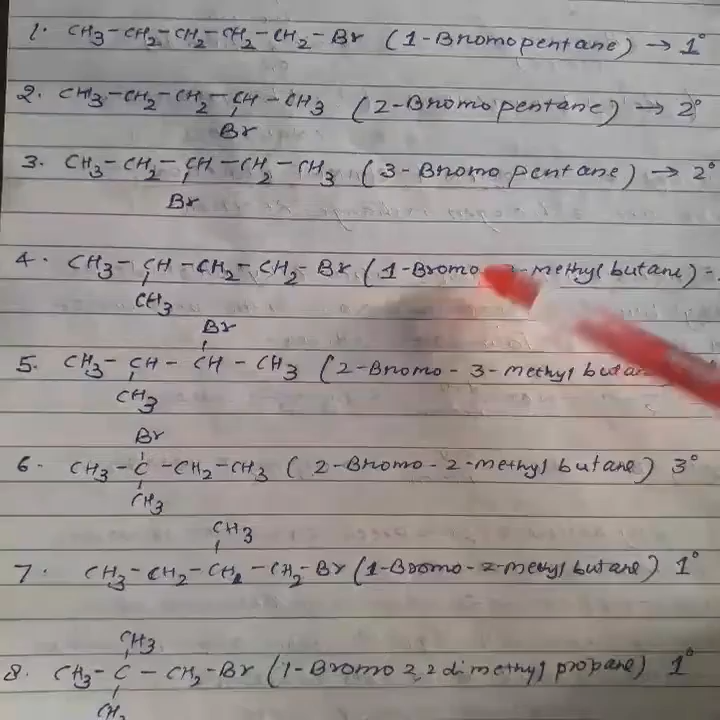 1. CH3-CH2-CH2-CH2-CH2-Br (1-Bromopentane) → 1°
2. CH3-CH2-CH2-CH-CH3 (2-Bromopentane) → 2°
Br
3. CH3-CH2-CH-CH2-CH3 (3-Bromopentane) → 2°
Br
4. CH3-CH-CH2-CH2-Br (1-Bromo -methyl butane)
CH3
Br
5. CH3-CH-CH-CH3 (2-Bromo-3-methyl
CH3
Br
6. CH3-C-CH2-CH3 (2-Bromo-2-methyl butane) 3°
CH3
CH3
7. CH3-CH2-CH-CH2-Br (1-Bromo-2-methyl butane) 1°
CH3
8. CH3-C-CH2-Br (1-Bromo 2,2 dimethyl propane) 1°